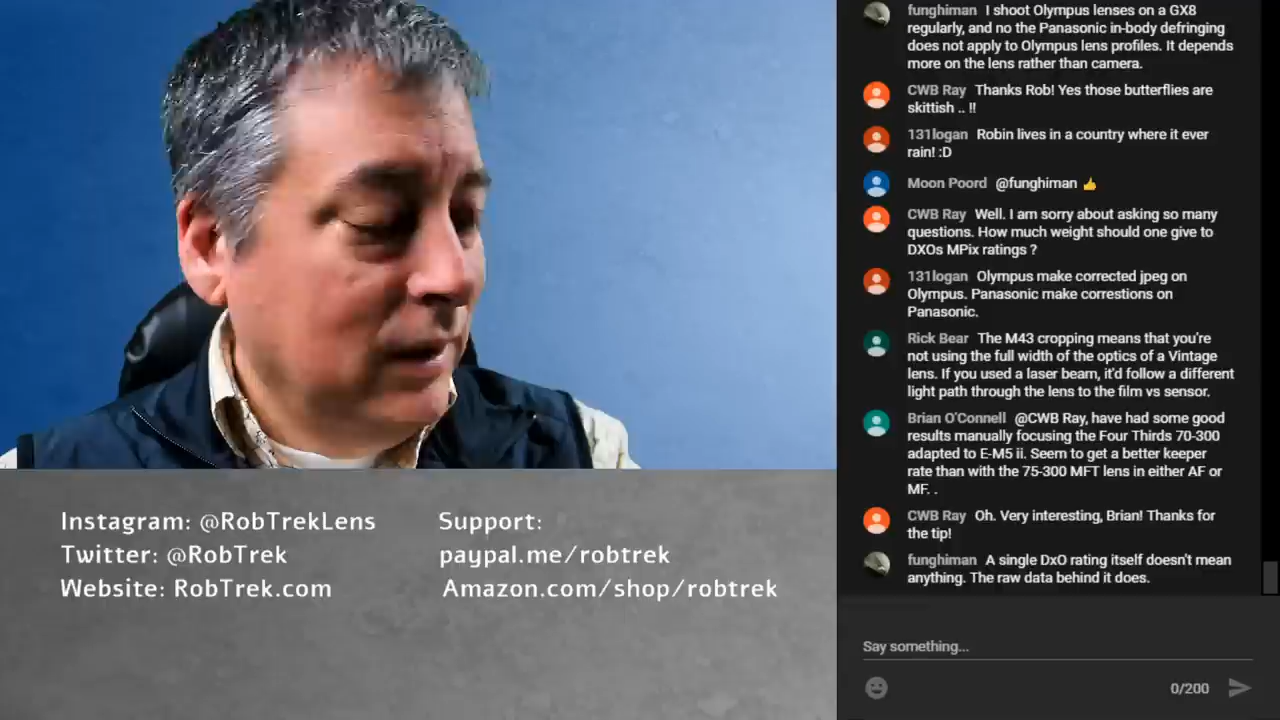 Instagram: @RobTrekLens
Twitter: @RobTrek
Website: RobTrek.com
Support:
paypal.me/robtrek
Amazon.com/shop/robtrek
funghiman I shoot Olympus lenses on a GX8
regularly, and no the Panasonic in-body defringing
does not apply to Olympus lens profiles. It depends
more on the lens rather than camera.
CWB Ray Thanks Rob! Yes those butterflies are
skittish .. !!
131logan Robin lives in a country where it ever
rain! :D
Moon Poord @funghiman 👍
CWB Ray Well. I am sorry about asking so many
questions. How much weight should one give to
DXOs MPix ratings ?
131logan Olympus make corrected jpeg on
Olympus. Panasonic make correstions on
Panasonic.
Rick Bear The M43 cropping means that you're
not using the full width of the optics of a Vintage
lens. If you used a laser beam, it'd follow a different
light path through the lens to the film vs sensor.
Brian O'Connell @CWB Ray, have had some good
results manually focusing the Four Thirds 70-300
adapted to E-M5 ii. Seem to get a better keeper
rate than with the 75-300 MFT lens in either AF or
MF. .
CWB Ray Oh. Very interesting, Brian! Thanks for
the tip!
funghiman A single DxO rating itself doesn't mean
anything. The raw data behind it does.
Say something...
0/200